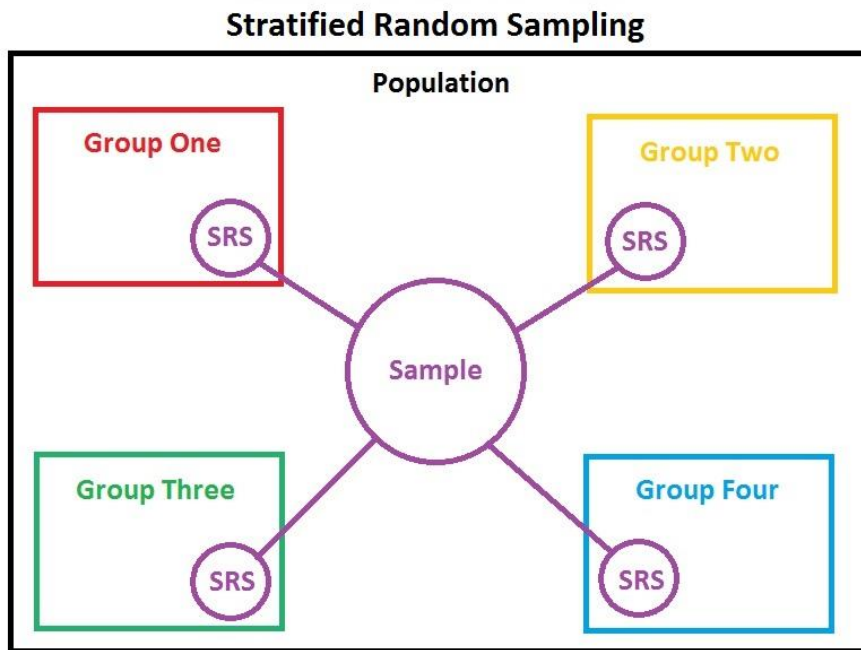 Stratified Random Sampling
Population
Group One
Group Two
SRS
SRS
Sample
Group Three
Group Four
SRS
SRS